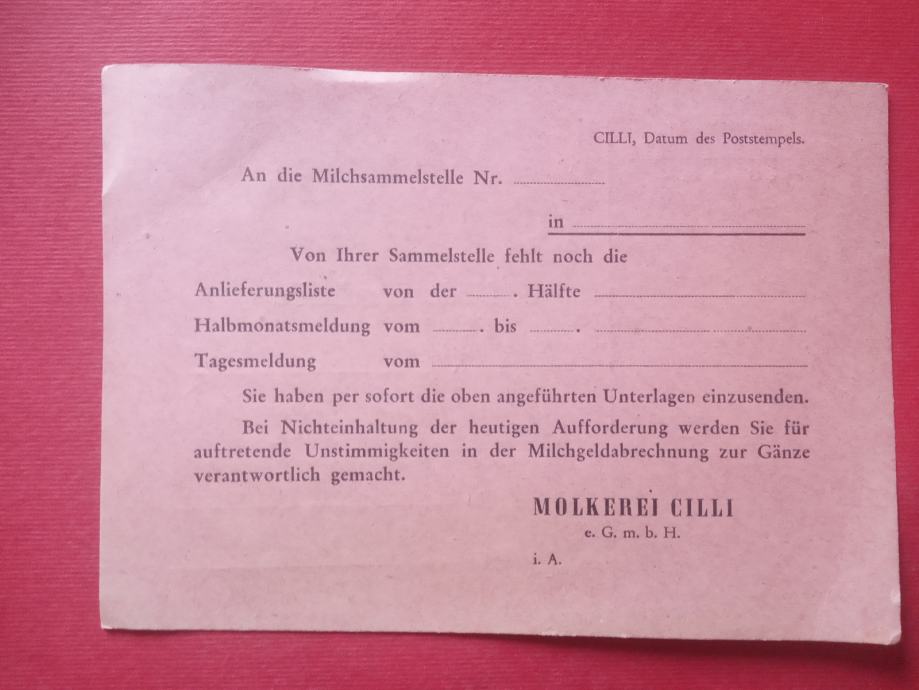 CILLI, Datum des Poststempels.
An die Milchsammelstelle Nr. ....................
in ....................
Von Ihrer Sammelstelle fehlt noch die
Anlieferungsliste von der .......... . Hälfte ....................
Halbmonatsmeldung vom .......... . bis .......... . ....................
Tagesmeldung vom ....................
Sie haben per sofort die oben angeführten Unterlagen einzusenden.
Bei Nichteinhaltung der heutigen Aufforderung werden Sie für
auftretende Unstimmigkeiten in der Milchgeldabrechnung zur Gänze
verantwortlich gemacht.
MOLKEREI CILLI
e. G. m. b. H.
i. A.